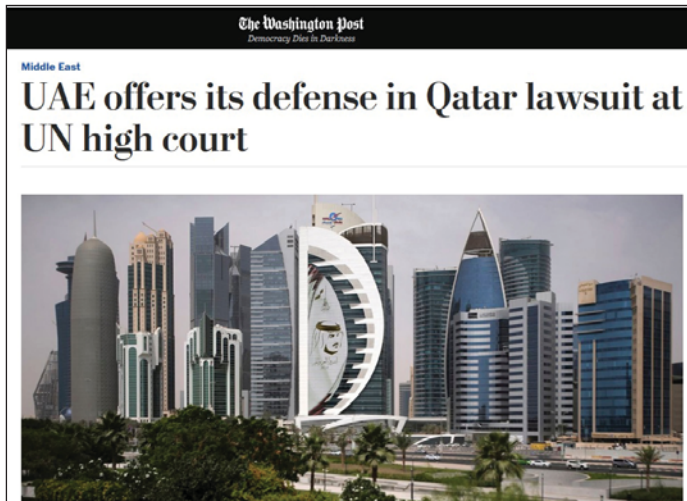 The Washington Post
Democracy Dies in Darkness
Middle East
UAE offers its defense in Qatar lawsuit at
UN high court